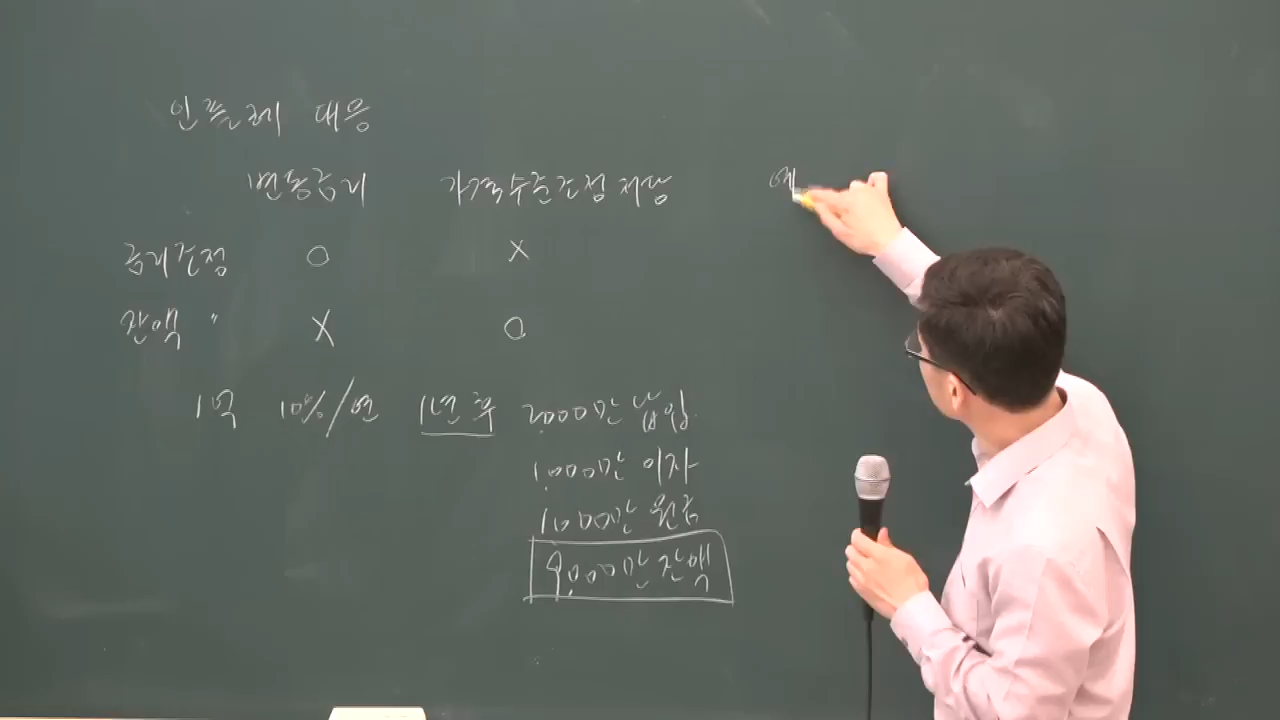 인플레 대응
변동금리 가격수준조정 저당
금리조정 O X
잔액 〃 X O
1억 10%/연 1년 후 2,000만 납입
1,000만 이자
1,000만 원금
9,000만 잔액
예